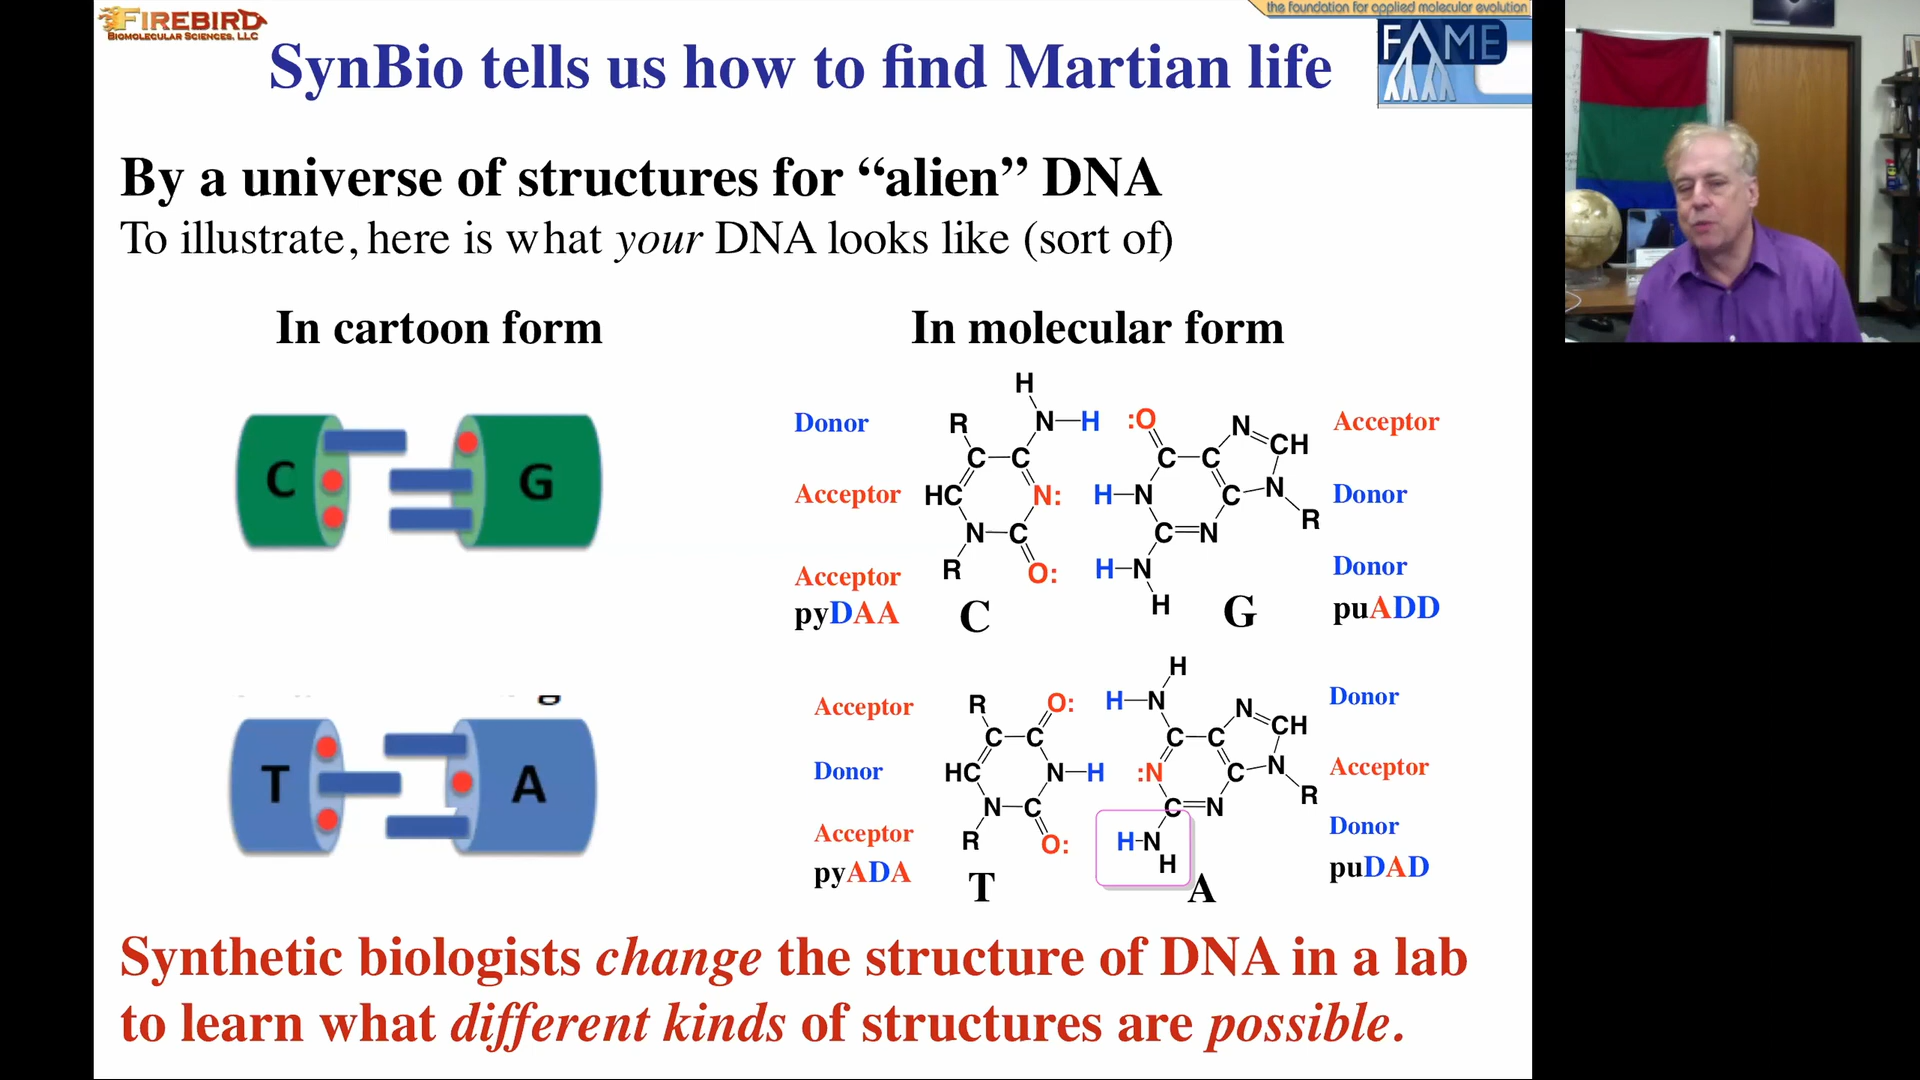 FIREBIRD
BIOMOLECULAR SCIENCES, LLC
the foundation for applied molecular evolution
FAME
SynBio tells us how to find Martian life
By a universe of structures for “alien” DNA
To illustrate, here is what your DNA looks like (sort of)
In cartoon form
In molecular form
C
G
T
A
Donor
Acceptor
Acceptor
pyDAA
H
R
N—H
C
C
HC
N:
N
C
R
O:
C
:O
N
CH
C
C
H—N
C
N
R
C
N
H—N
H
G
Acceptor
Donor
Donor
puADD
Acceptor
Donor
Acceptor
pyADA
R
O:
C
C
HC
N—H
N
C
R
O:
T
H
H—N
N
CH
C
C
:N
C
N
R
C
N
H-N
H
A
Donor
Acceptor
Donor
puDAD
Synthetic biologists change the structure of DNA in a lab
to learn what different kinds of structures are possible.